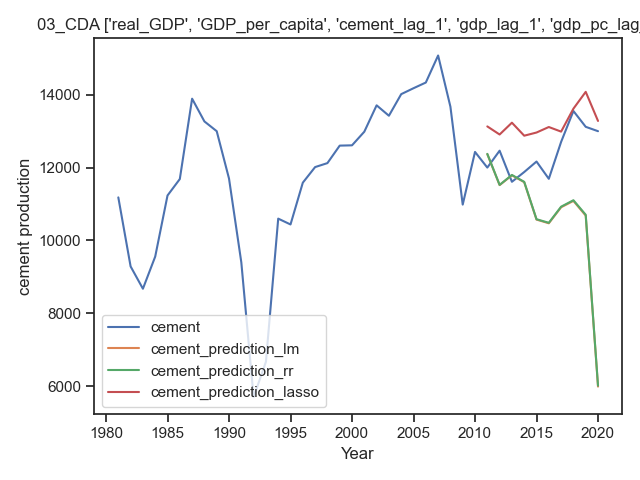 03_CDA ['real_GDP', 'GDP_per_capita', 'cement_lag_1', 'gdp_lag_1', 'gdp_pc_lag_
14000
12000
10000
8000
6000
cement production
cement
cement_prediction_lm
cement_prediction_rr
cement_prediction_lasso
1980 1985 1990 1995 2000 2005 2010 2015 2020
Year